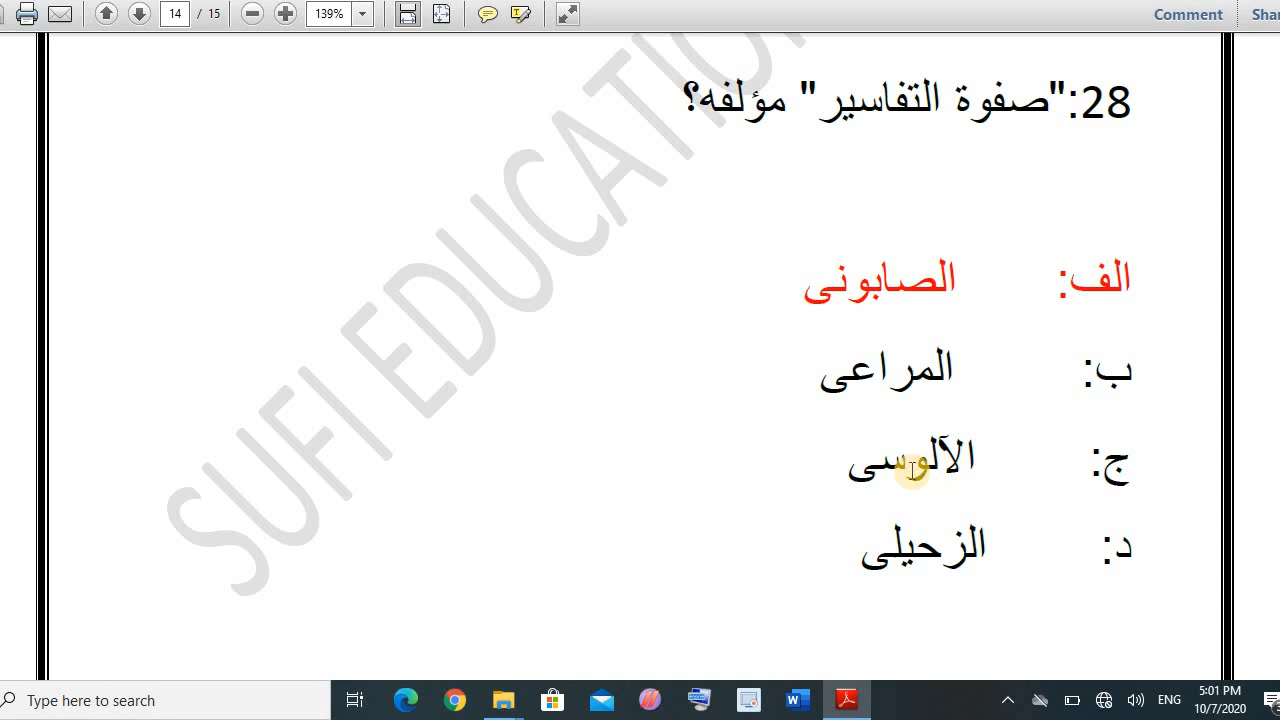 14 / 15 139% Comment Shar
28:"صفوة التفاسير" مؤلفه؟
الف: الصابونى
ب: المراعى
ج: الآلوسى
د: الزحيلى
SUFI EDUCATION
Type here to search ENG 5:01 PM
10/7/2020